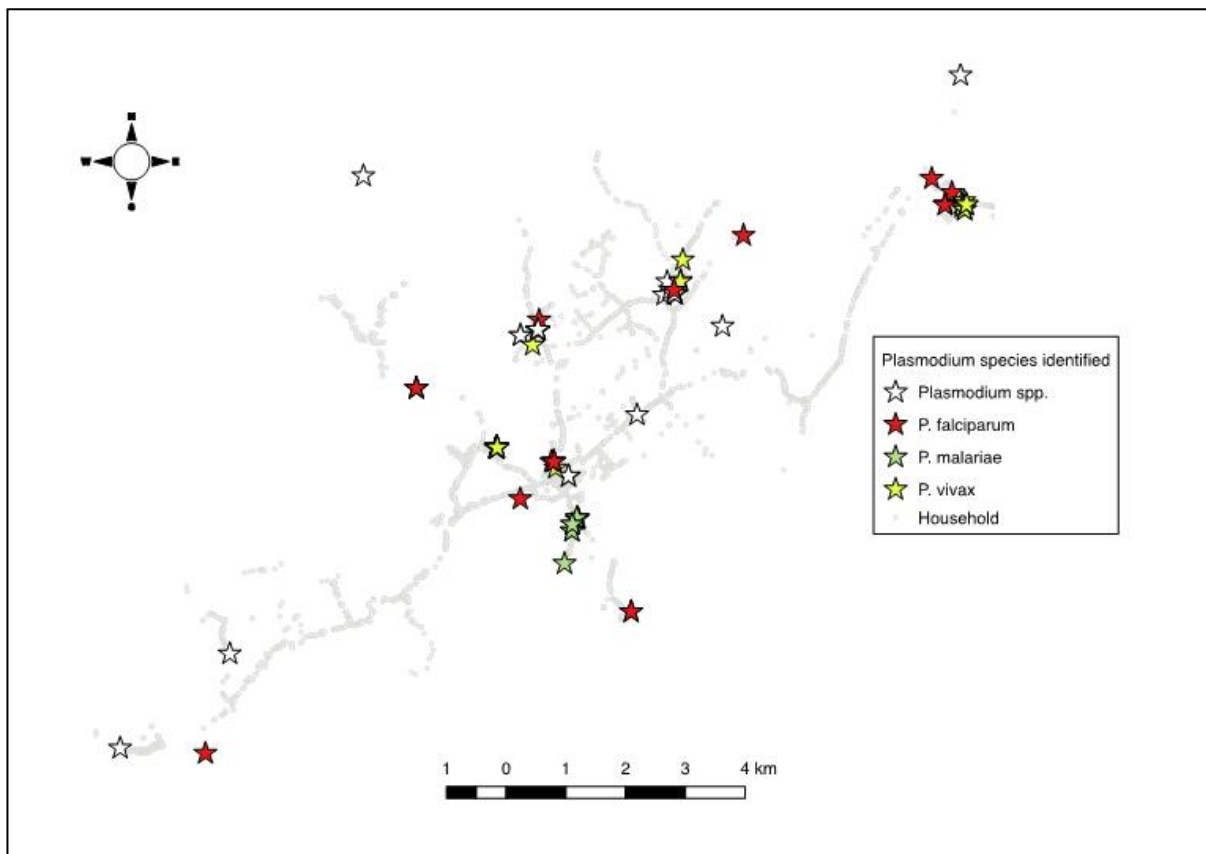 Plasmodium species identified
Plasmodium spp.
P. falciparum
P. malariae
P. vivax
Household
1 0 1 2 3 4 km